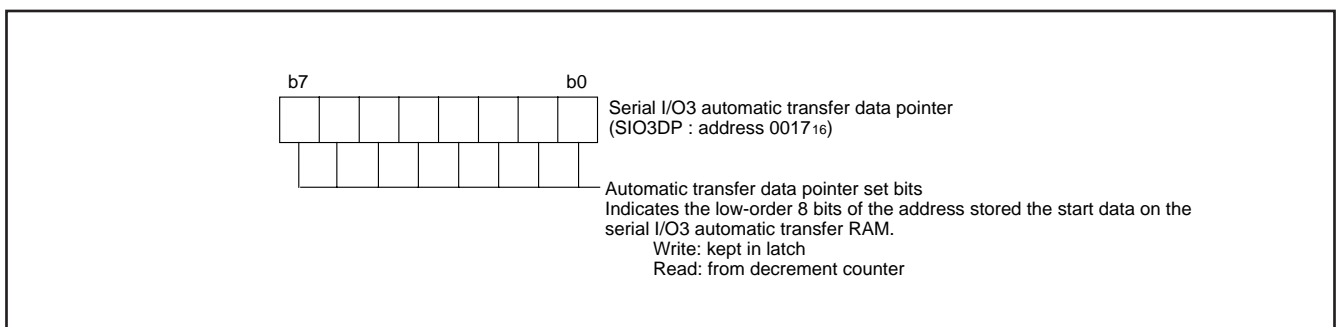 b7 b0
Serial I/O3 automatic transfer data pointer
(SIO3DP : address 0017₁₆)
Automatic transfer data pointer set bits
Indicates the low-order 8 bits of the address stored the start data on the
serial I/O3 automatic transfer RAM.
Write: kept in latch
Read: from decrement counter